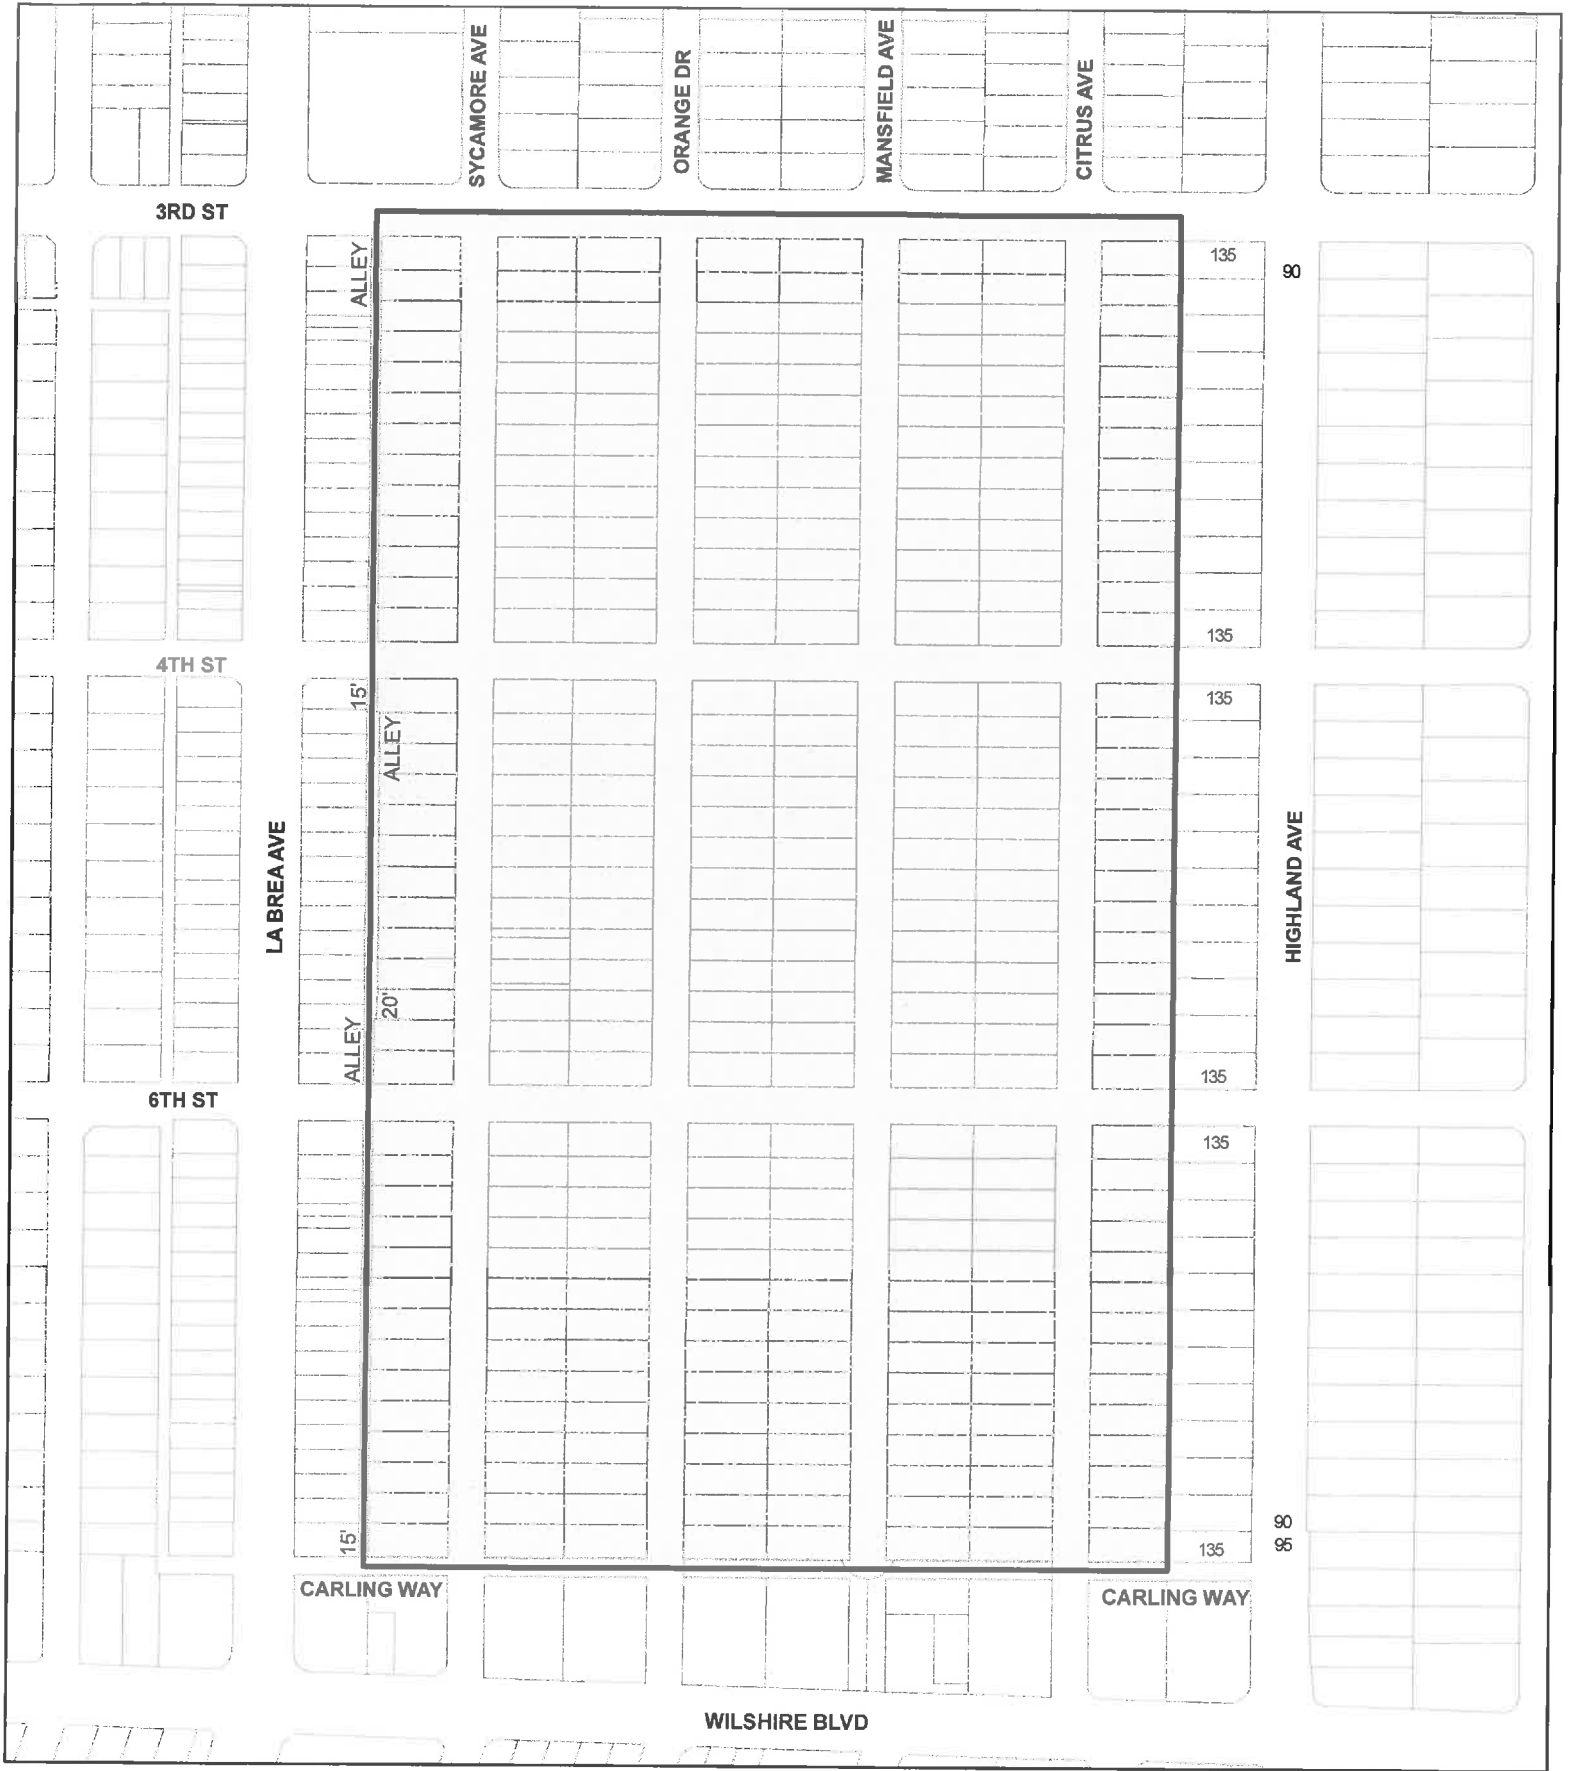 SYCAMORE AVE
ORANGE DR
MANSFIELD AVE
CITRUS AVE
3RD ST
ALLEY
135
90
135
4TH ST
15'
135
ALLEY
LA BREA AVE
HIGHLAND AVE
20'
ALLEY
135
6TH ST
135
15'
90
135
95
CARLING WAY
CARLING WAY
WILSHIRE BLVD